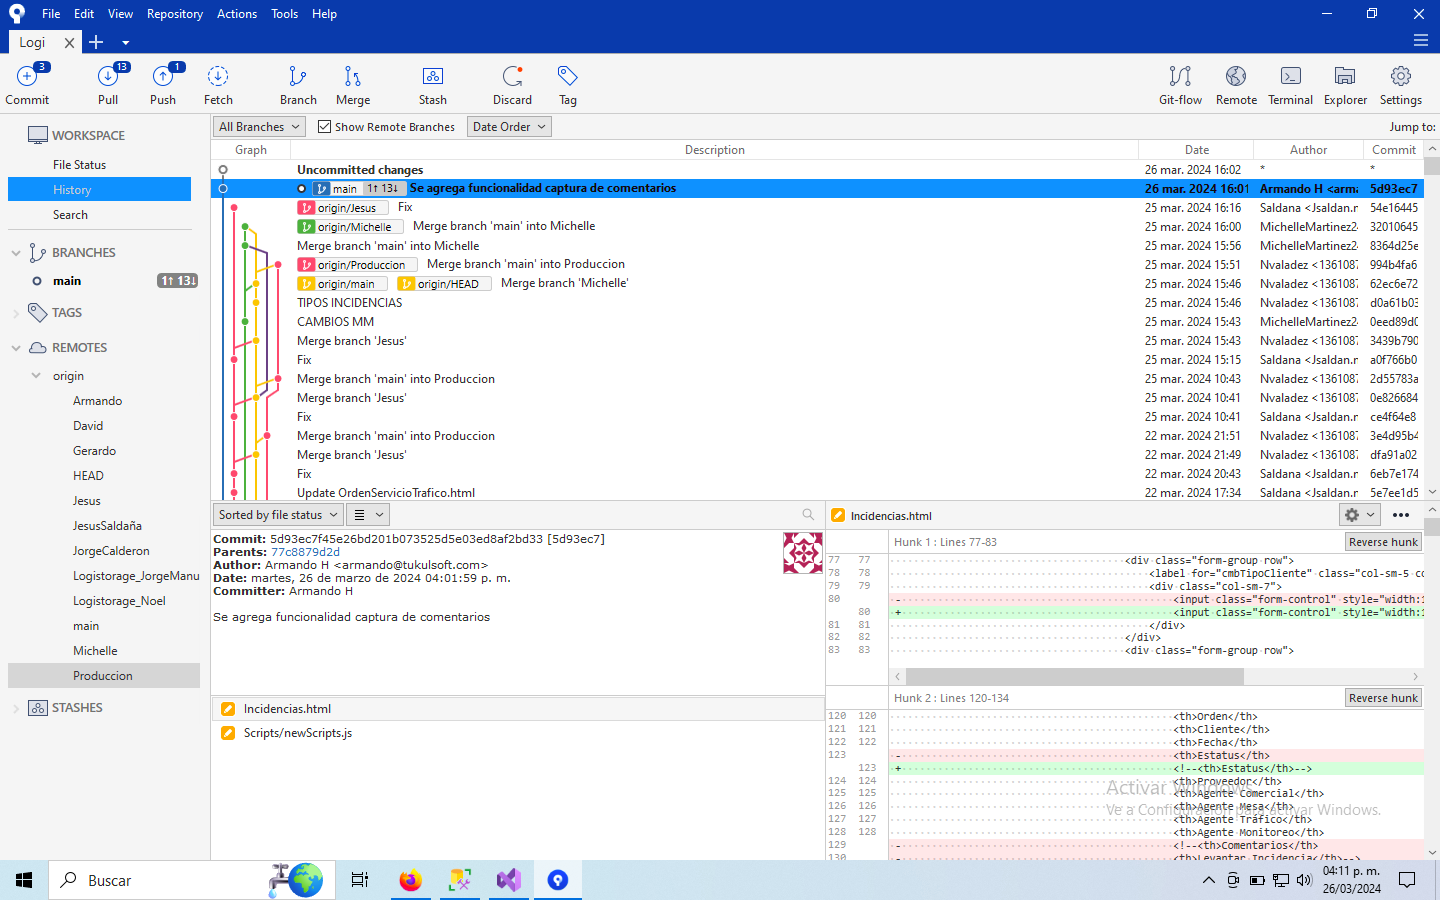 File Edit View Repository Actions Tools Help
Logi
3 13 1
Commit Pull Push Fetch Branch Merge Stash Discard Tag Git-flow Remote Terminal Explorer Settings
WORKSPACE
File Status
History
Search
BRANCHES
main 1↑ 13↓
TAGS
REMOTES
origin
Armando
David
Gerardo
HEAD
Jesus
JesusSaldaña
JorgeCalderon
Logistorage_JorgeManu
Logistorage_Noel
main
Michelle
Produccion
STASHES
All Branches Show Remote Branches Date Order Jump to:
Graph Description Date Author Commit
Uncommitted changes 26 mar. 2024 16:02 * *
main 1↑ 13↓ Se agrega funcionalidad captura de comentarios 26 mar. 2024 16:01 Armando H <arma 5d93ec7
origin/Jesus Fix 25 mar. 2024 16:16 Saldana <Jsaldan.r 54e16445
origin/Michelle Merge branch 'main' into Michelle 25 mar. 2024 16:00 MichelleMartinez2 32010645
Merge branch 'main' into Michelle 25 mar. 2024 15:56 MichelleMartinez2 8364d25e
origin/Produccion Merge branch 'main' into Produccion 25 mar. 2024 15:51 Nvaladez <1361087 994b4fa6
origin/main origin/HEAD Merge branch 'Michelle' 25 mar. 2024 15:46 Nvaladez <1361087 62ec6e72
TIPOS INCIDENCIAS 25 mar. 2024 15:46 Nvaladez <1361087 d0a61b03
CAMBIOS MM 25 mar. 2024 15:43 MichelleMartinez2 0eed89d0
Merge branch 'Jesus' 25 mar. 2024 15:43 Nvaladez <1361087 3439b790
Fix 25 mar. 2024 15:15 Saldana <Jsaldan.r a0f766b0
Merge branch 'main' into Produccion 25 mar. 2024 10:43 Nvaladez <1361087 2d55783a
Merge branch 'Jesus' 25 mar. 2024 10:41 Nvaladez <1361087 0e826684
Fix 25 mar. 2024 10:41 Saldana <Jsaldan.r ce4f64e8
Merge branch 'main' into Produccion 22 mar. 2024 21:51 Nvaladez <1361087 3e4d95b4
Merge branch 'Jesus' 22 mar. 2024 21:49 Nvaladez <1361087 dfa91a02
Fix 22 mar. 2024 20:43 Saldana <Jsaldan.r 6eb7e174
Update OrdenServicioTrafico.html 22 mar. 2024 17:34 Saldana <Jsaldan.r 5e7ee1d5
Sorted by file status
Commit: 5d93ec7f45e26bd201b073525d5e03ed8af2bd33 [5d93ec7]
Parents: 77c8879d2d
Author: Armando H <armando@tukulsoft.com>
Date: martes, 26 de marzo de 2024 04:01:59 p. m.
Committer: Armando H
Se agrega funcionalidad captura de comentarios
Incidencias.html
Scripts/newScripts.js
Incidencias.html
Hunk 1 : Lines 77-83 Reverse hunk
77 77 <div class="form-group row">
78 78 <label for="cmbTipoCliente" class="col-sm-5 co
79 79 <div class="col-sm-7">
80 - <input class="form-control" style="width:1
80 + <input class="form-control" style="width:1
81 81 </div>
82 82 </div>
83 83 <div class="form-group row">
Hunk 2 : Lines 120-134 Reverse hunk
120 120 <th>Orden</th>
121 121 <th>Cliente</th>
122 122 <th>Fecha</th>
123 - <th>Estatus</th>
123 + <!--<th>Estatus</th>-->
124 124 <th>Proveedor</th>
125 125 <th>Agente Comercial</th>
126 126 <th>Agente Mesa</th>
127 127 <th>Agente Tráfico</th>
128 128 <th>Agente Monitoreo</th>
129 - <!--<th>Comentarios</th>
130 - <th>Levantar Incidencia</th>-->
Activar Windows
Ve a Configuración para activar Windows.
Buscar
04:11 p. m.
26/03/2024